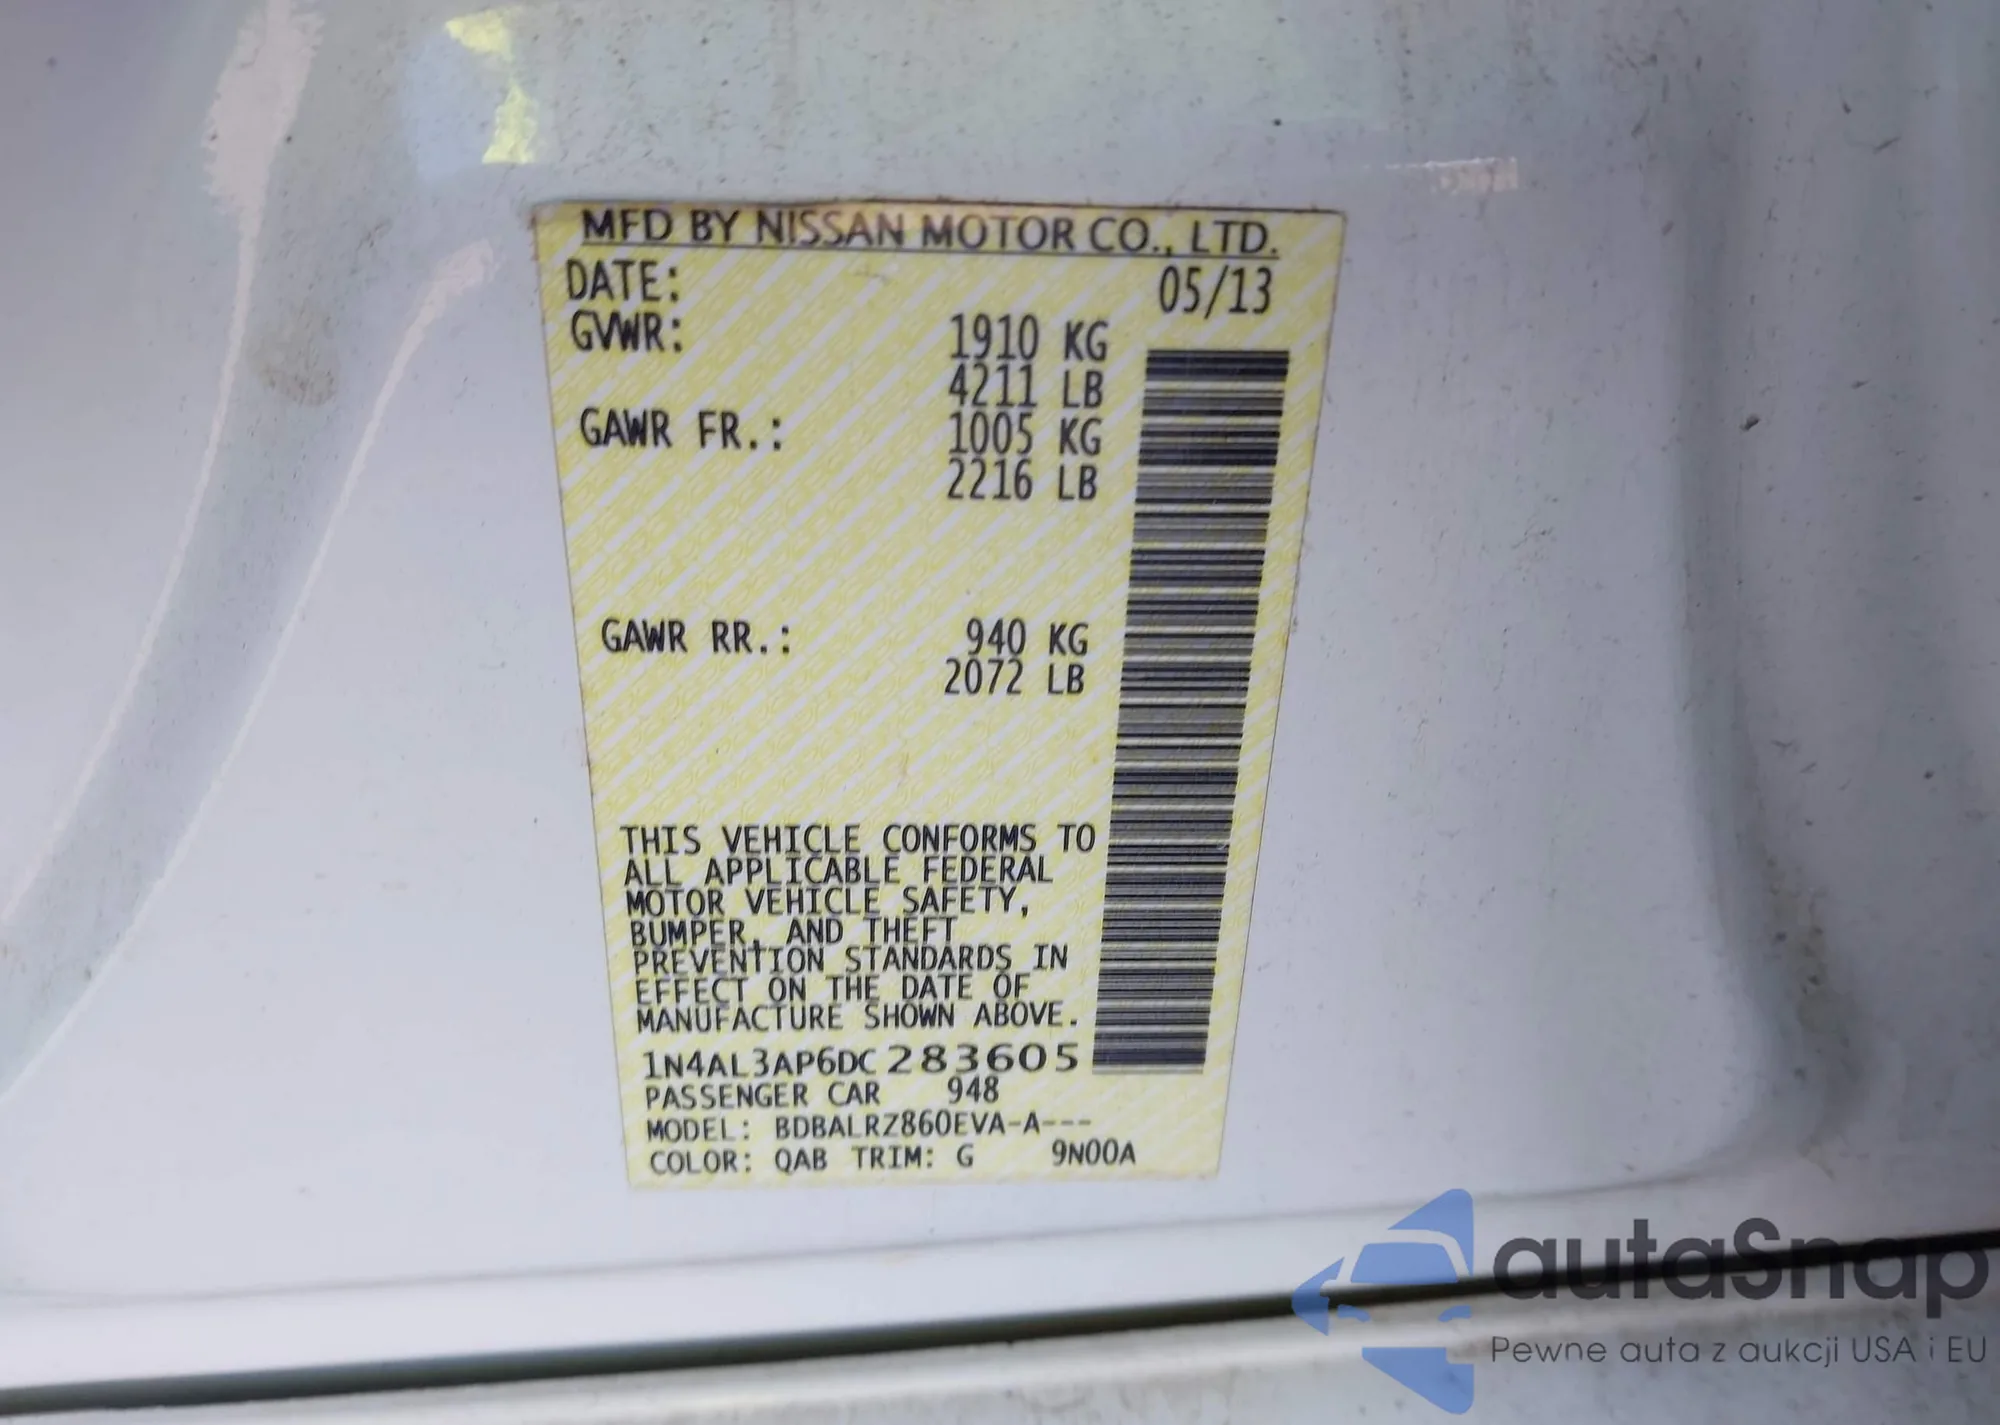 MFD BY NISSAN MOTOR CO., LTD.
DATE: 05/13
GVWR: 1910 KG
4211 LB
GAWR FR.: 1005 KG
2216 LB
GAWR RR.: 940 KG
2072 LB
THIS VEHICLE CONFORMS TO
ALL APPLICABLE FEDERAL
MOTOR VEHICLE SAFETY,
BUMPER, AND THEFT
PREVENTION STANDARDS IN
EFFECT ON THE DATE OF
MANUFACTURE SHOWN ABOVE.
1N4AL3AP6DC283605
PASSENGER CAR 948
MODEL: BDBALRZ860EVA-A---
COLOR: QAB TRIM: G 9N00A
autaSnap
Pewne auta z aukcji USA i EU